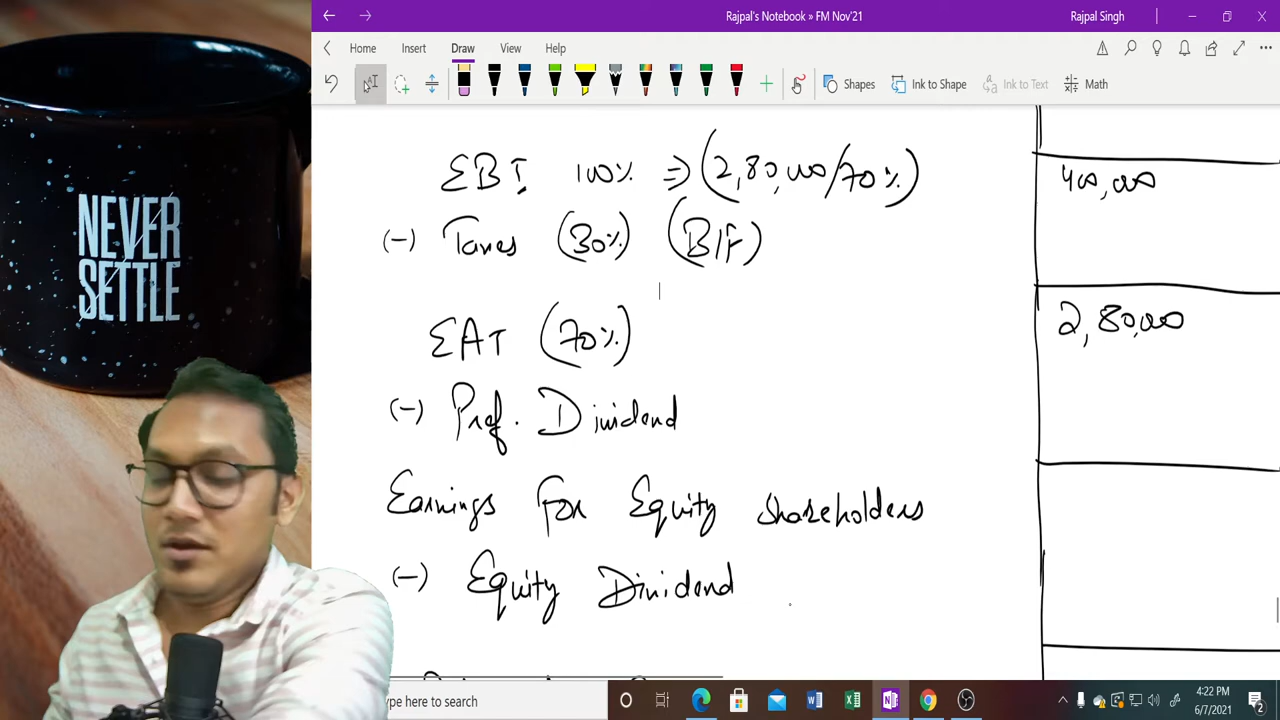 Rajpal's Notebook » FM Nov'21
Rajpal Singh
Home Insert Draw View Help
Shapes Ink to Shape Ink to Text Math
EBT 100% ⇒ (2,80,000/70%)
400,000
(-) Taxes (30%) (B/F)
EAT (70%)
2,80,000
(-) Pref. Dividend
Earnings For Equity Shareholders
(-) Equity Dividend
NEVER
SETTLE
ype here to search
4:22 PM
6/7/2021
2